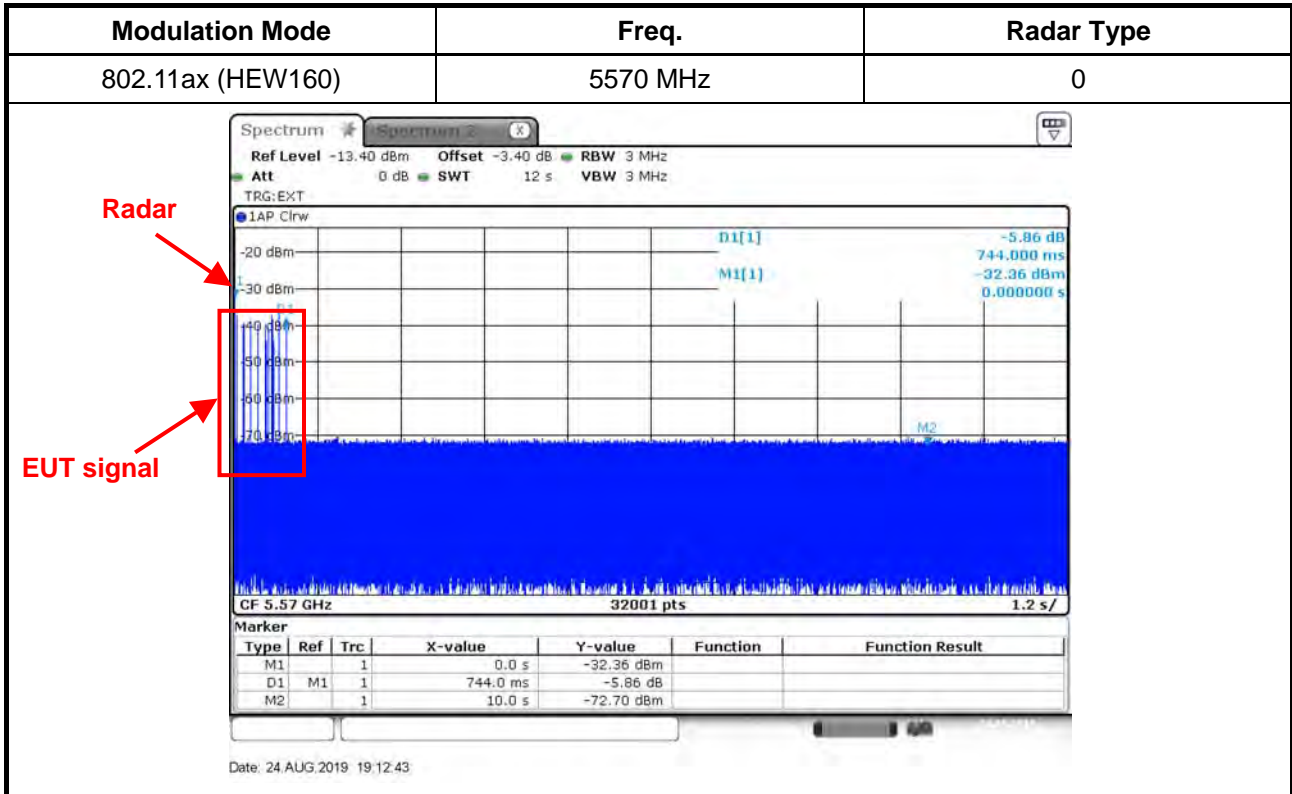 Modulation Mode Freq. Radar Type
802.11ax (HEW160) 5570 MHz 0
Spectrum Spectrum 2 X
Ref Level -13.40 dBm Offset -3.40 dB RBW 3 MHz
Att 0 dB SWT 12 s VBW 3 MHz
TRG:EXT
Radar
1AP Clrw
D1[1] -5.86 dB
744.000 ms
M1[1] -32.36 dBm
0.000000 s
-20 dBm
-30 dBm
D1
-40 dBm
-50 dBm
-60 dBm
-70 dBm
M2
EUT signal
CF 5.57 GHz 32001 pts 1.2 s/
Marker
Type Ref Trc X-value Y-value Function Function Result
M1 1 0.0 s -32.36 dBm
D1 M1 1 744.0 ms -5.86 dB
M2 1 10.0 s -72.70 dBm
Date: 24.AUG.2019 19:12:43